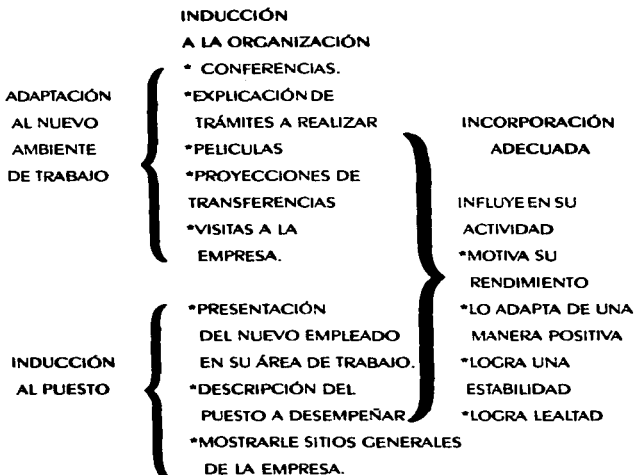 INDUCCIÓN
A LA ORGANIZACIÓN
* CONFERENCIAS.
*EXPLICACIÓN DE
TRÁMITES A REALIZAR
*PELICULAS
*PROYECCIONES DE
TRANSFERENCIAS
*VISITAS A LA
EMPRESA.
ADAPTACIÓN
AL NUEVO
AMBIENTE
DE TRABAJO
*PRESENTACIÓN
DEL NUEVO EMPLEADO
EN SU ÁREA DE TRABAJO.
*DESCRIPCIÓN DEL
PUESTO A DESEMPEÑAR
*MOSTRARLE SITIOS GENERALES
DE LA EMPRESA.
INDUCCIÓN
AL PUESTO
INCORPORACIÓN
ADECUADA
INFLUYE EN SU
ACTIVIDAD
*MOTIVA SU
RENDIMIENTO
*LO ADAPTA DE UNA
MANERA POSITIVA
*LOGRA UNA
ESTABILIDAD
*LOGRA LEALTAD